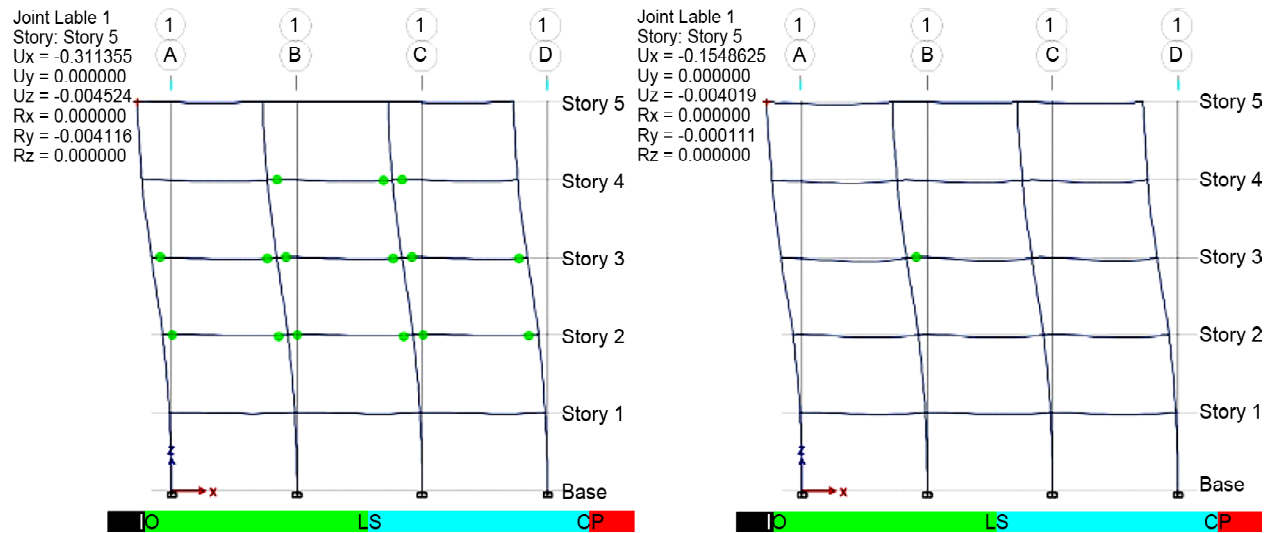 Joint Lable 1
Story: Story 5
Ux = -0.311355
Uy = 0.000000
Uz = -0.004524
Rx = 0.000000
Ry = -0.004116
Rz = 0.000000
1 1 1 1
A B C D
Story 5
Story 4
Story 3
Story 2
Story 1
Base
Z
X
IO LS CP
Joint Lable 1
Story: Story 5
Ux = -0.1548625
Uy = 0.000000
Uz = -0.004019
Rx = 0.000000
Ry = -0.000111
Rz = 0.000000
1 1 1 1
A B C D
Story 5
Story 4
Story 3
Story 2
Story 1
Base
Z
X
IO LS CP